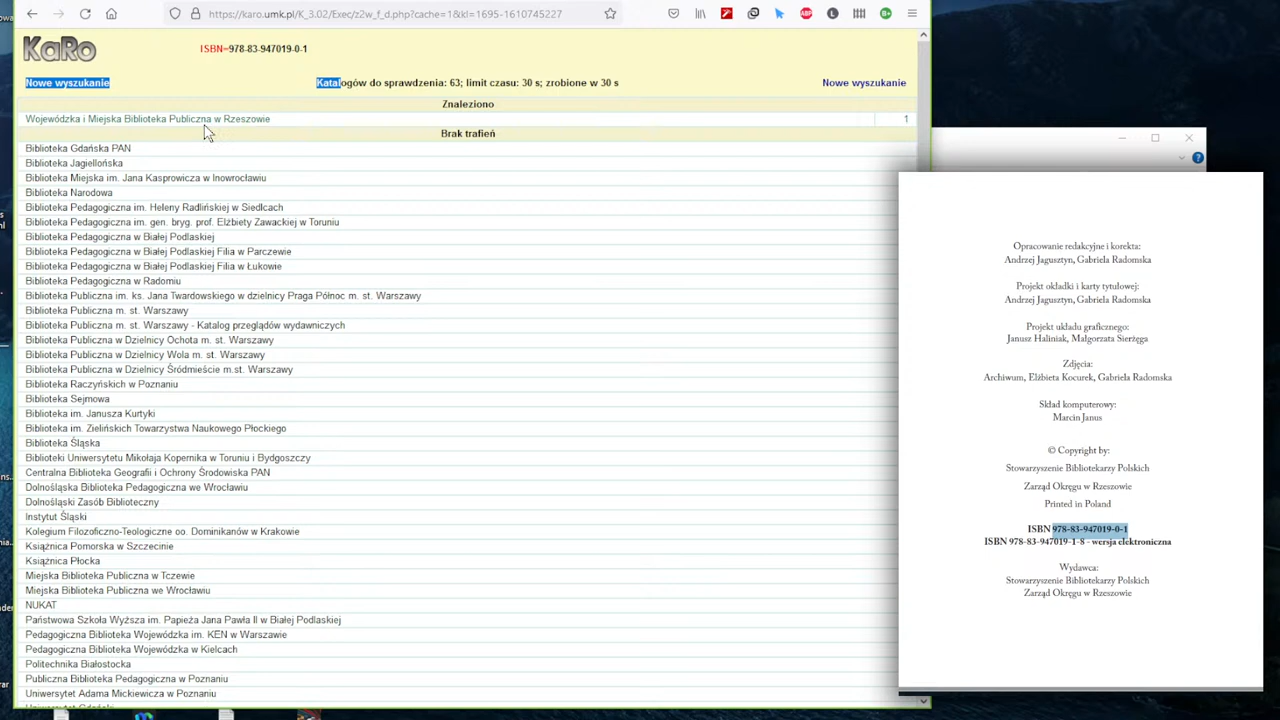 https://karo.umk.pl/K_3.02/Exec/z2w_f_d.php?cache=1&kl=1695-1610745227
KaRo
ISBN=978-83-947019-0-1
Nowe wyszukanie
Katalogów do sprawdzenia: 63; limit czasu: 30 s; zrobione w 30 s
Nowe wyszukanie
Znaleziono
Wojewódzka i Miejska Biblioteka Publiczna w Rzeszowie 1
Brak trafień
Biblioteka Gdańska PAN
Biblioteka Jagiellońska
Biblioteka Miejska im. Jana Kasprowicza w Inowrocławiu
Biblioteka Narodowa
Biblioteka Pedagogiczna im. Heleny Radlińskiej w Siedlcach
Biblioteka Pedagogiczna im. gen. bryg. prof. Elżbiety Zawackiej w Toruniu
Biblioteka Pedagogiczna w Białej Podlaskiej
Biblioteka Pedagogiczna w Białej Podlaskiej Filia w Parczewie
Biblioteka Pedagogiczna w Białej Podlaskiej Filia w Łukowie
Biblioteka Pedagogiczna w Radomiu
Biblioteka Publiczna im. ks. Jana Twardowskiego w dzielnicy Praga Północ m. st. Warszawy
Biblioteka Publiczna m. st. Warszawy
Biblioteka Publiczna m. st. Warszawy - Katalog przeglądów wydawniczych
Biblioteka Publiczna w Dzielnicy Ochota m. st. Warszawy
Biblioteka Publiczna w Dzielnicy Wola m. st. Warszawy
Biblioteka Publiczna w Dzielnicy Śródmieście m.st. Warszawy
Biblioteka Raczyńskich w Poznaniu
Biblioteka Sejmowa
Biblioteka im. Janusza Kurtyki
Biblioteka im. Zielińskich Towarzystwa Naukowego Płockiego
Biblioteka Śląska
Biblioteki Uniwersytetu Mikołaja Kopernika w Toruniu i Bydgoszczy
Centralna Biblioteka Geografii i Ochrony Środowiska PAN
Dolnośląska Biblioteka Pedagogiczna we Wrocławiu
Dolnośląski Zasób Biblioteczny
Instytut Śląski
Kolegium Filozoficzno-Teologiczne oo. Dominikanów w Krakowie
Książnica Pomorska w Szczecinie
Książnica Płocka
Miejska Biblioteka Publiczna w Tczewie
Miejska Biblioteka Publiczna we Wrocławiu
NUKAT
Państwowa Szkoła Wyższa im. Papieża Jana Pawła II w Białej Podlaskiej
Pedagogiczna Biblioteka Wojewódzka im. KEN w Warszawie
Pedagogiczna Biblioteka Wojewódzka w Kielcach
Politechnika Białostocka
Publiczna Biblioteka Pedagogiczna w Poznaniu
Uniwersytet Adama Mickiewicza w Poznaniu
Opracowanie redakcyjne i korekta:
Andrzej Jagusztyn, Gabriela Radomska
Projekt okładki i karty tytułowej:
Andrzej Jagusztyn, Gabriela Radomska
Projekt układu graficznego:
Janusz Haliniak, Małgorzata Sierżęga
Zdjęcia:
Archiwum, Elżbieta Kocurek, Gabriela Radomska
Skład komputerowy:
Marcin Janus
© Copyright by:
Stowarzyszenie Bibliotekarzy Polskich
Zarząd Okręgu w Rzeszowie
Printed in Poland
ISBN 978-83-947019-0-1
ISBN 978-83-947019-1-8 - wersja elektroniczna
Wydawca:
Stowarzyszenie Bibliotekarzy Polskich
Zarząd Okręgu w Rzeszowie